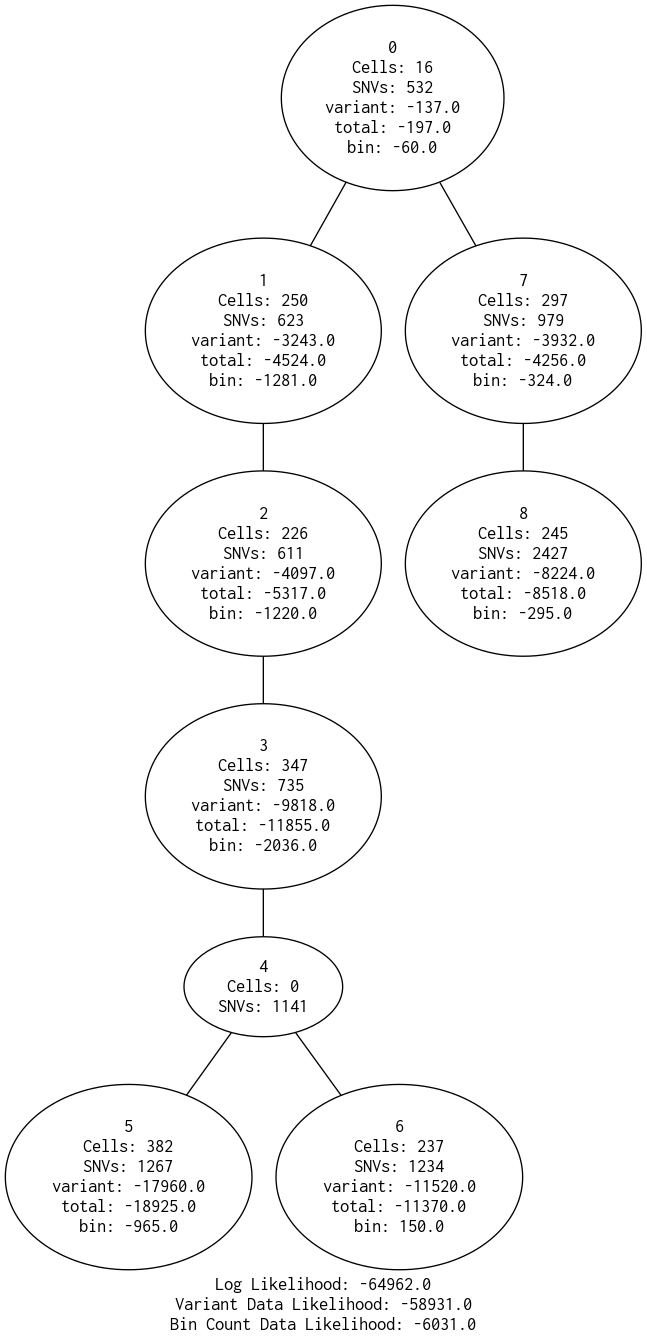 0
Cells: 16
SNVs: 532
variant: -137.0
total: -197.0
bin: -60.0
1
Cells: 250
SNVs: 623
variant: -3243.0
total: -4524.0
bin: -1281.0
7
Cells: 297
SNVs: 979
variant: -3932.0
total: -4256.0
bin: -324.0
2
Cells: 226
SNVs: 611
variant: -4097.0
total: -5317.0
bin: -1220.0
8
Cells: 245
SNVs: 2427
variant: -8224.0
total: -8518.0
bin: -295.0
3
Cells: 347
SNVs: 735
variant: -9818.0
total: -11855.0
bin: -2036.0
4
Cells: 0
SNVs: 1141
5
Cells: 382
SNVs: 1267
variant: -17960.0
total: -18925.0
bin: -965.0
6
Cells: 237
SNVs: 1234
variant: -11520.0
total: -11370.0
bin: 150.0
Log Likelihood: -64962.0
Variant Data Likelihood: -58931.0
Bin Count Data Likelihood: -6031.0